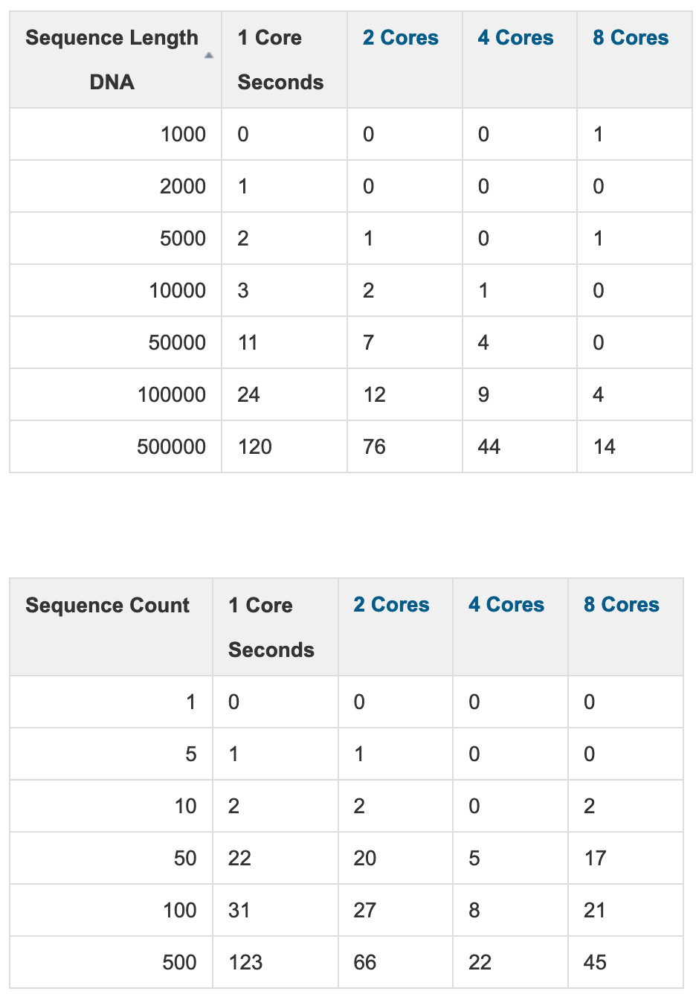 Sequence Length 1 Core 2 Cores 4 Cores 8 Cores
DNA Seconds
1000 0 0 0 1
2000 1 0 0 0
5000 2 1 0 1
10000 3 2 1 0
50000 11 7 4 0
100000 24 12 9 4
500000 120 76 44 14
Sequence Count 1 Core 2 Cores 4 Cores 8 Cores
Seconds
1 0 0 0 0
5 1 1 0 0
10 2 2 0 2
50 22 20 5 17
100 31 27 8 21
500 123 66 22 45